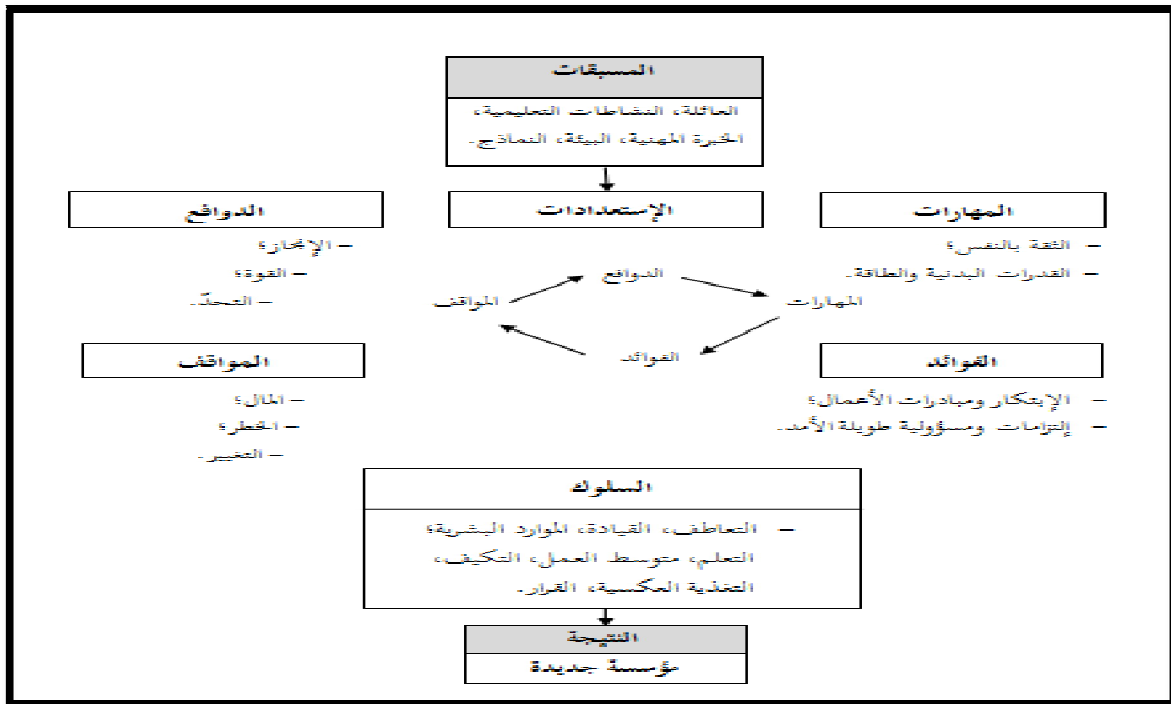 المسبقات
العائلة، النشاطات التعليمية،
الخبرة المهنية، البيئة، النماذج.
المهارات
الإستعدادات
الدوافع
– الثقة بالنفس؛
– القدرات البدنية والطاقة.
– الإنجاز؛
– القوة؛
– التحدّ.
الدوافع
المهارات
الفوائد
المواقف
الفوائد
– الإبتكار ومبادرات الأعمال؛
– إلتزامات ومسؤولية طويلة الأمد.
المواقف
– المال؛
– الخطر؛
– التغيير.
السلوك
– التعاطف، القيادة، الموارد البشرية؛
التعلم، متوسط العمل، التكيف،
التغذية العكسية، القرار.
النتيجة
مؤسسة جديدة